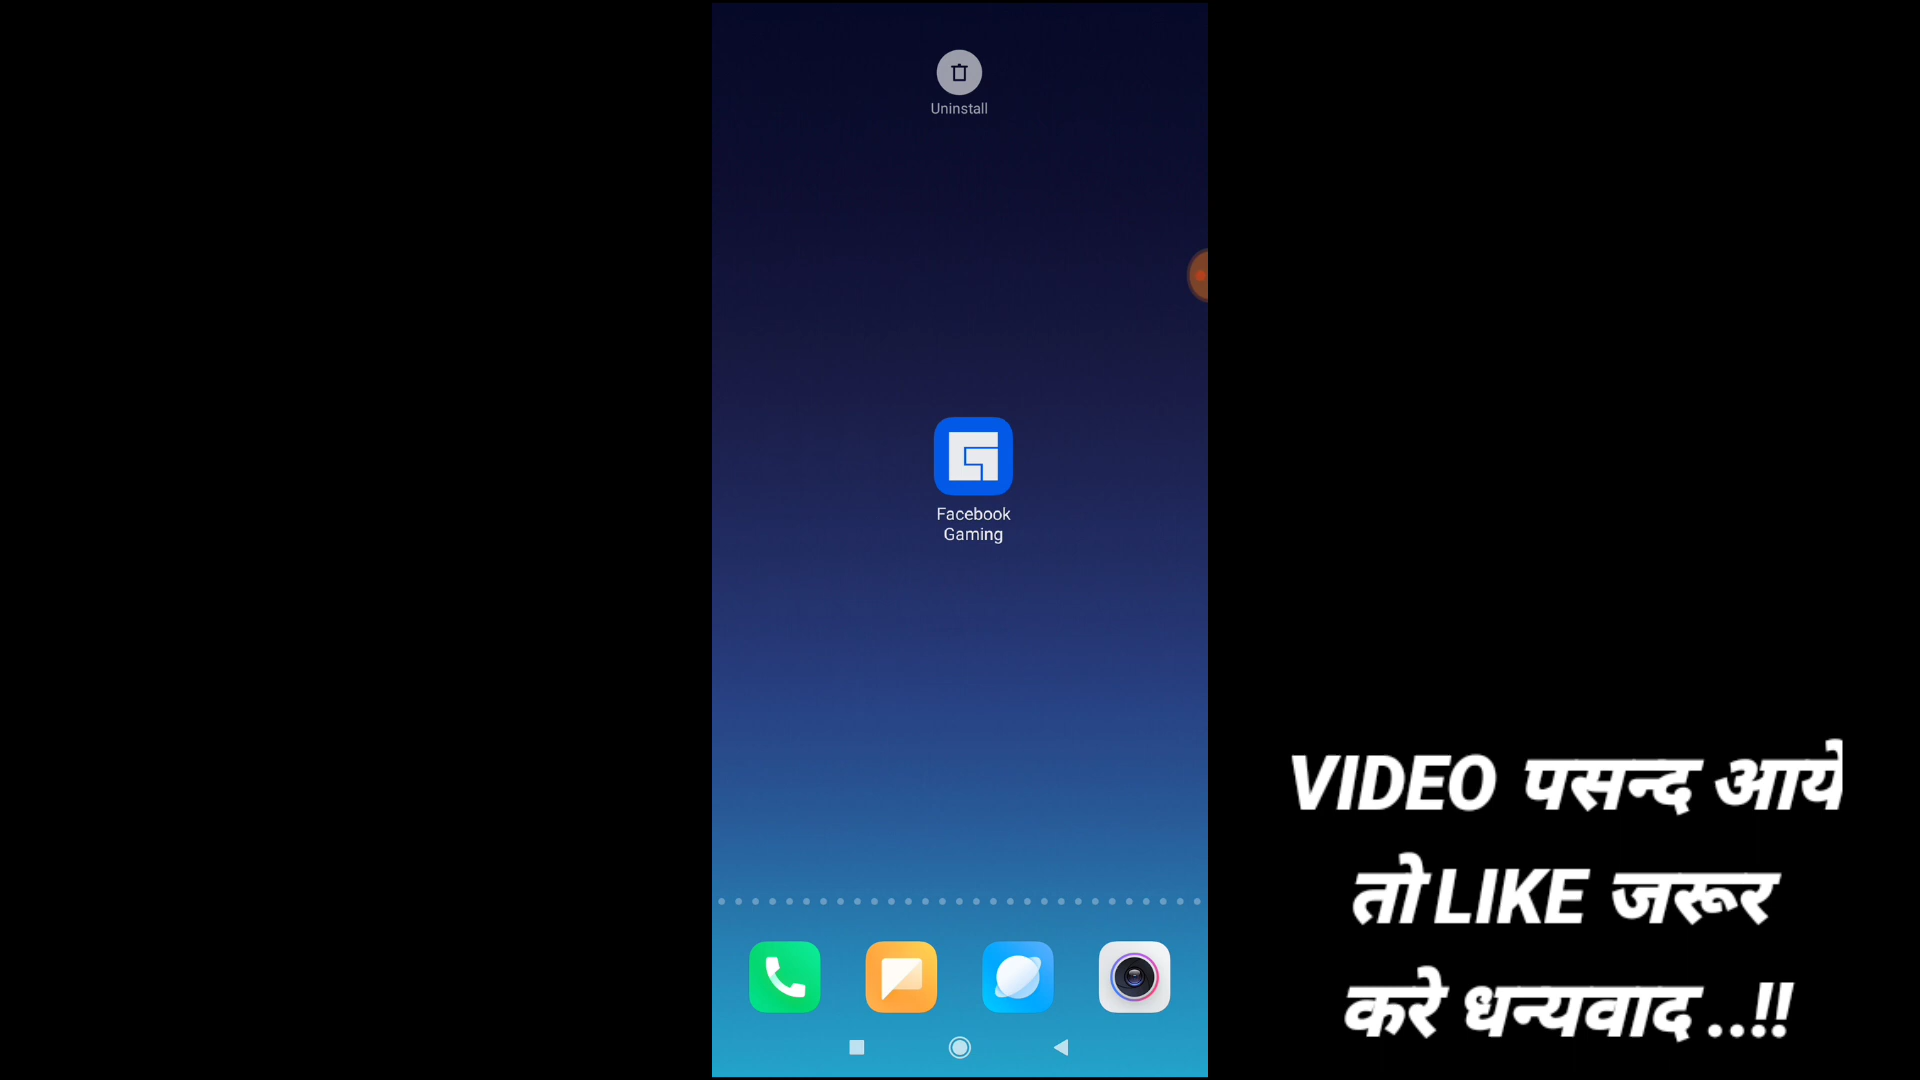 Uninstall
Facebook
Gaming
VIDEO पसन्द आये
तो LIKE जरूर
करे धन्यवाद ..!!